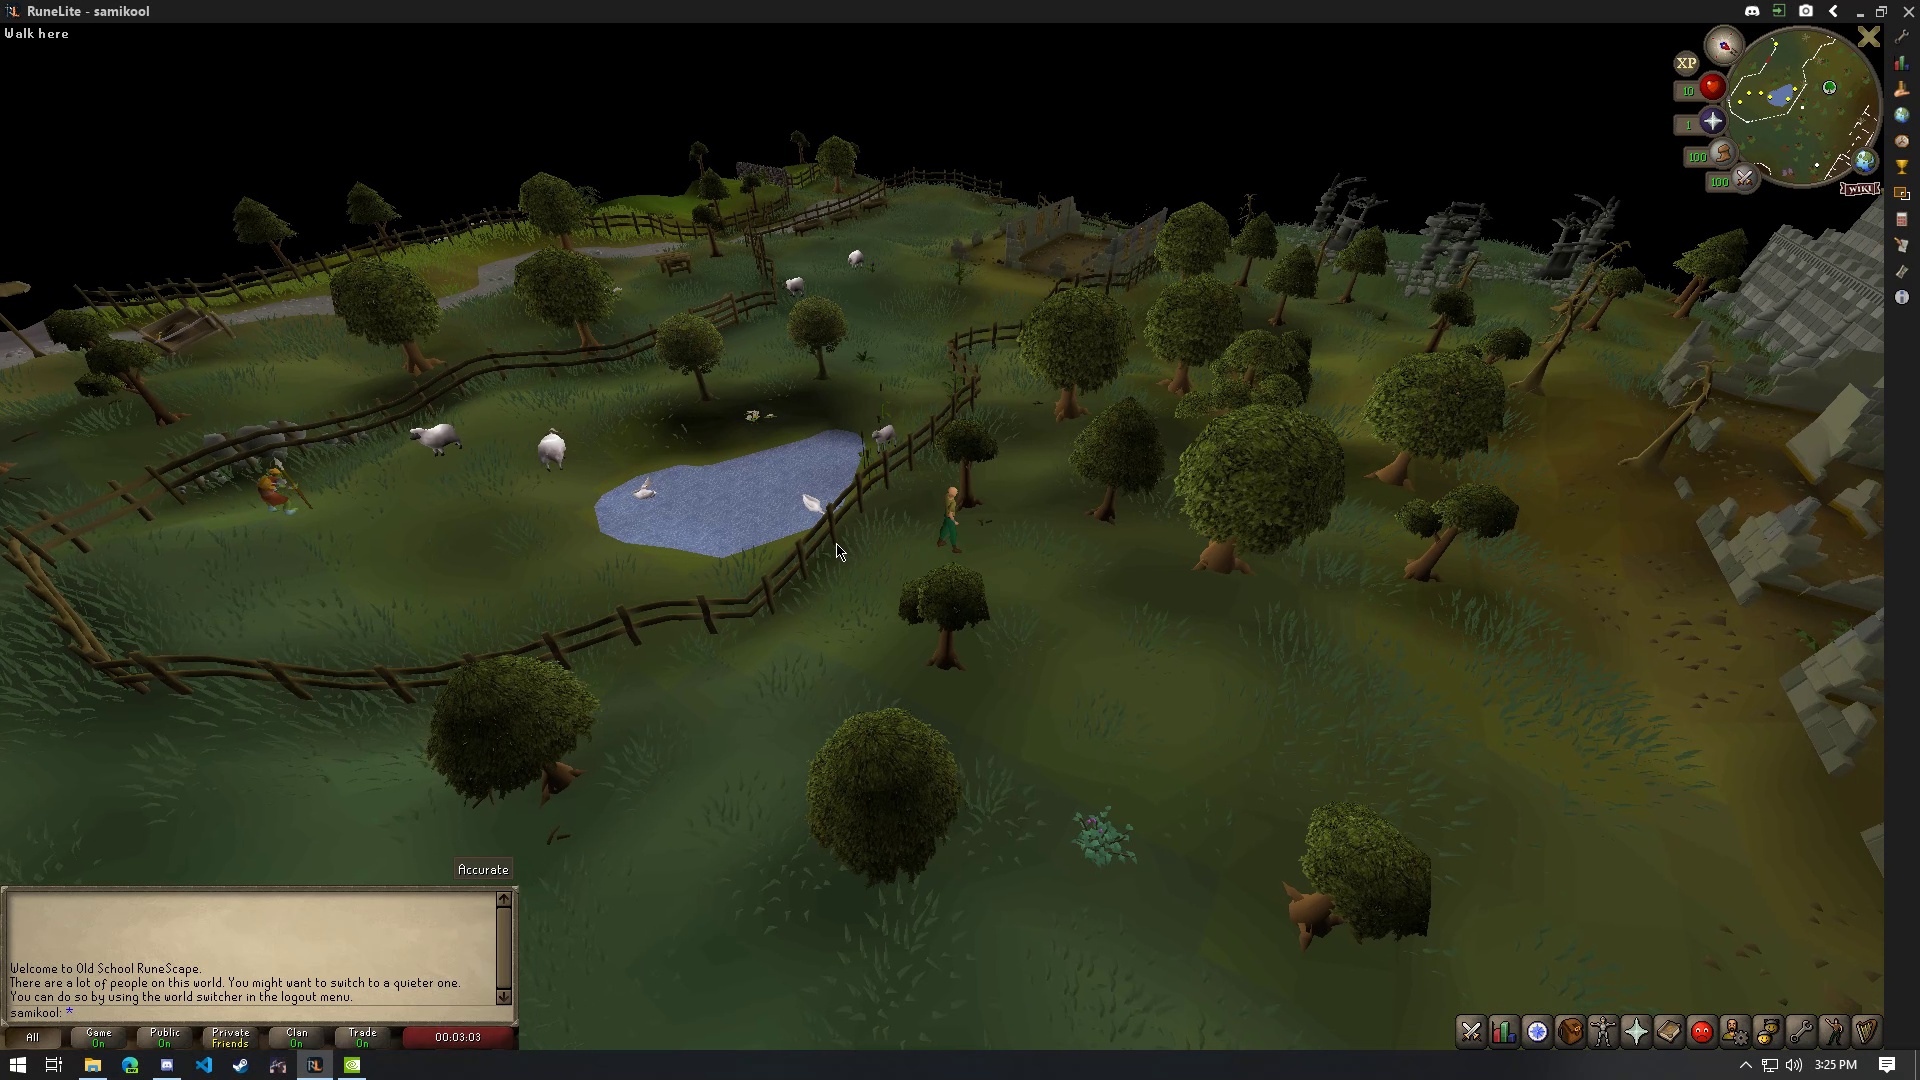 RuneLite - samikool
Walk here
XP
10
1
100
100
WIKI
Accurate
Welcome to Old School RuneScape.
There are a lot of people on this world. You might want to switch to a quieter one.
You can do so by using the world switcher in the logout menu.
samikool: *
All
Game
On
Public
On
Private
Friends
Clan
On
Trade
On
00:03:03
3:25 PM